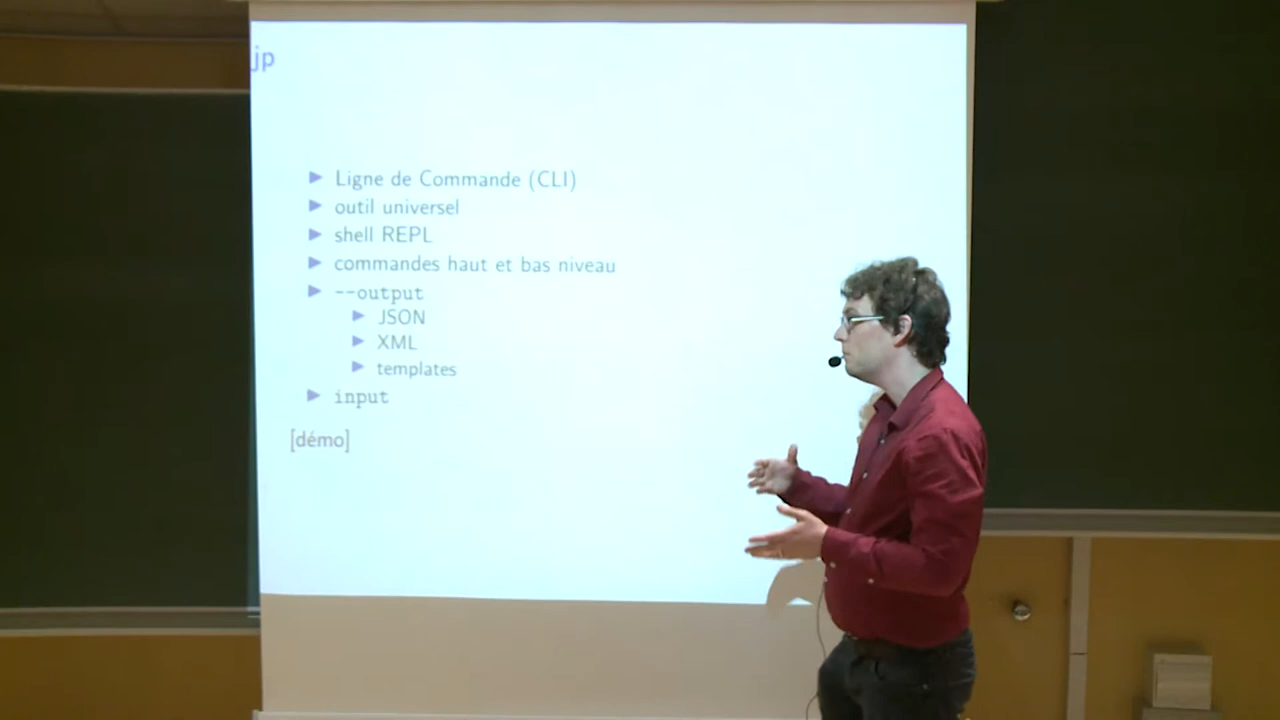 jp
Ligne de Commande (CLI)
outil universel
shell REPL
commandes haut et bas niveau
--output
JSON
XML
templates
input
[démo]